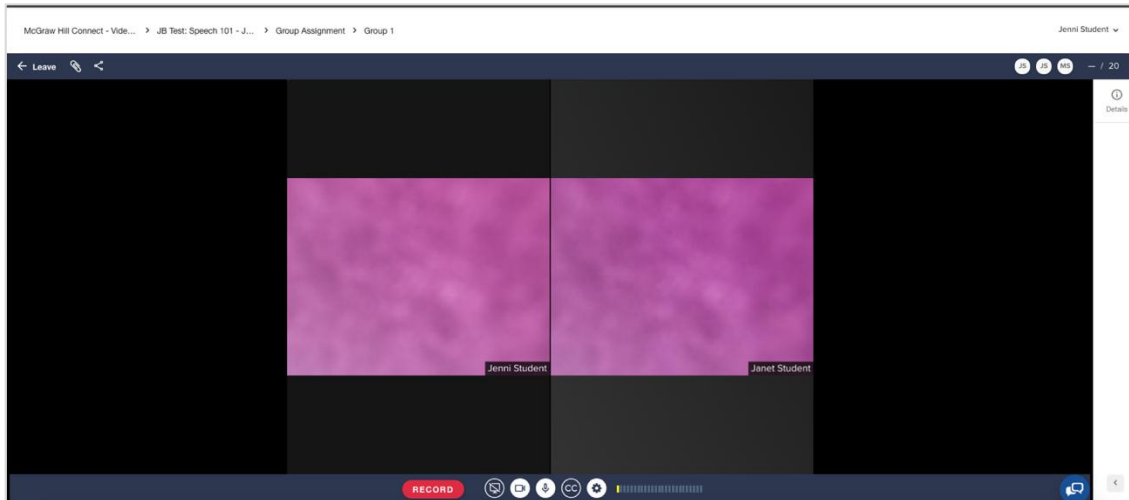 McGraw Hill Connect - Vide... > JB Test: Speech 101 - J... > Group Assignment > Group 1 Jenni Student
Leave JS JS MS – / 20
Details
Jenni Student Janet Student
RECORD CC